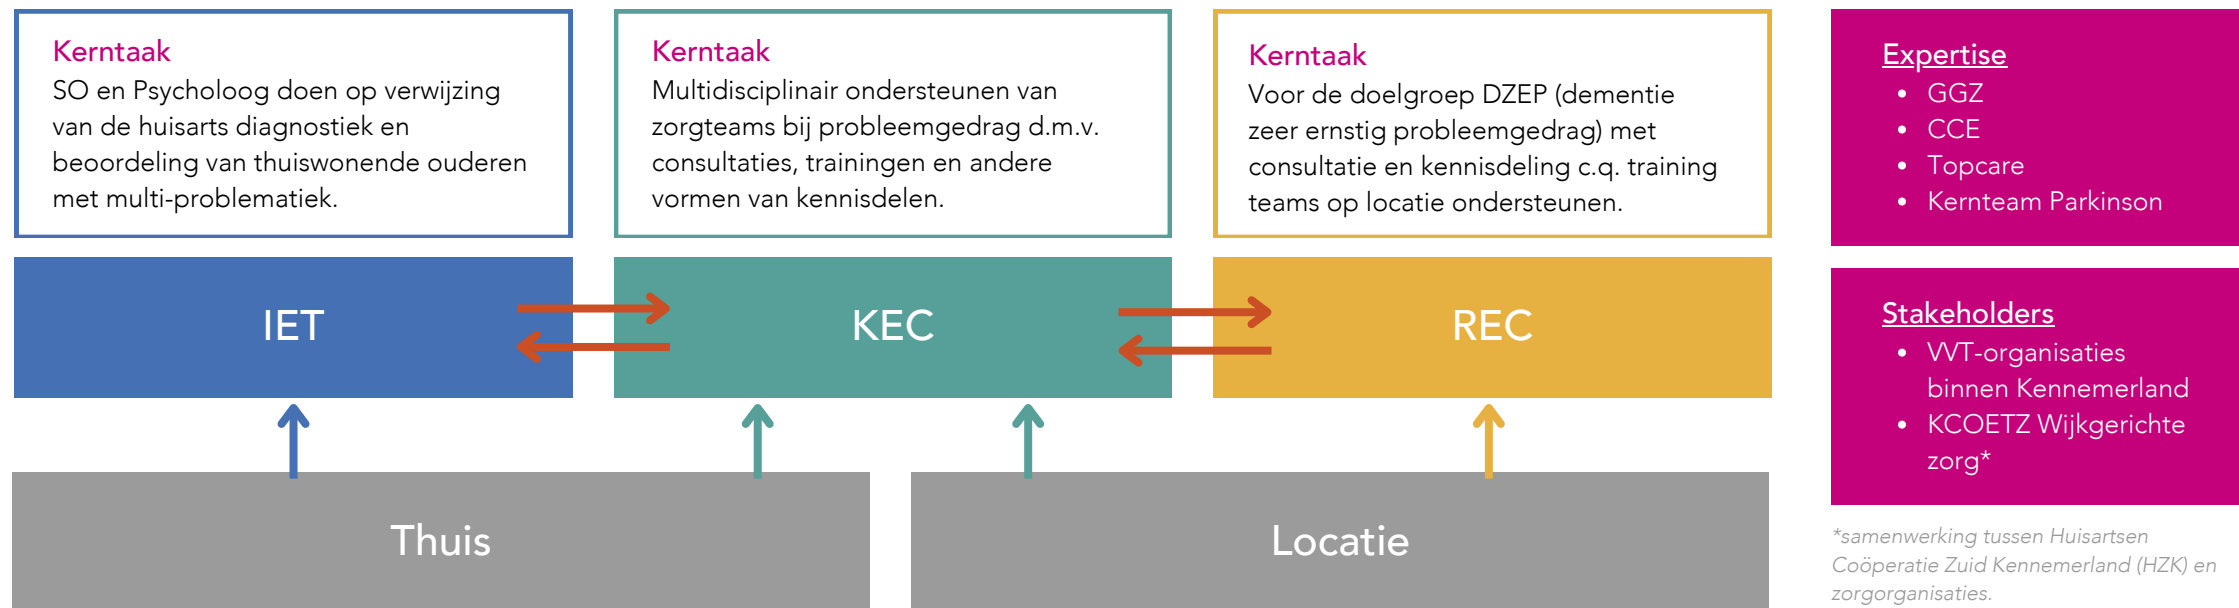 Kerntaak
SO en Psycholoog doen op verwijzing
van de huisarts diagnostiek en
beoordeling van thuiswonende ouderen
met multi-problematiek.
Kerntaak
Multidisciplinair ondersteunen van
zorgteams bij probleemgedrag d.m.v.
consultaties, trainingen en andere
vormen van kennisdelen.
Kerntaak
Voor de doelgroep DZEP (dementie
zeer ernstig probleemgedrag) met
consultatie en kennisdeling c.q. training
teams op locatie ondersteunen.
IET
KEC
REC
Thuis
Locatie
Expertise
• GGZ
• CCE
• Topcare
• Kernteam Parkinson
Stakeholders
• VVT-organisaties
binnen Kennemerland
• KCOETZ Wijkgerichte
zorg*
*samenwerking tussen Huisartsen
Coöperatie Zuid Kennemerland (HZK) en
zorgorganisaties.